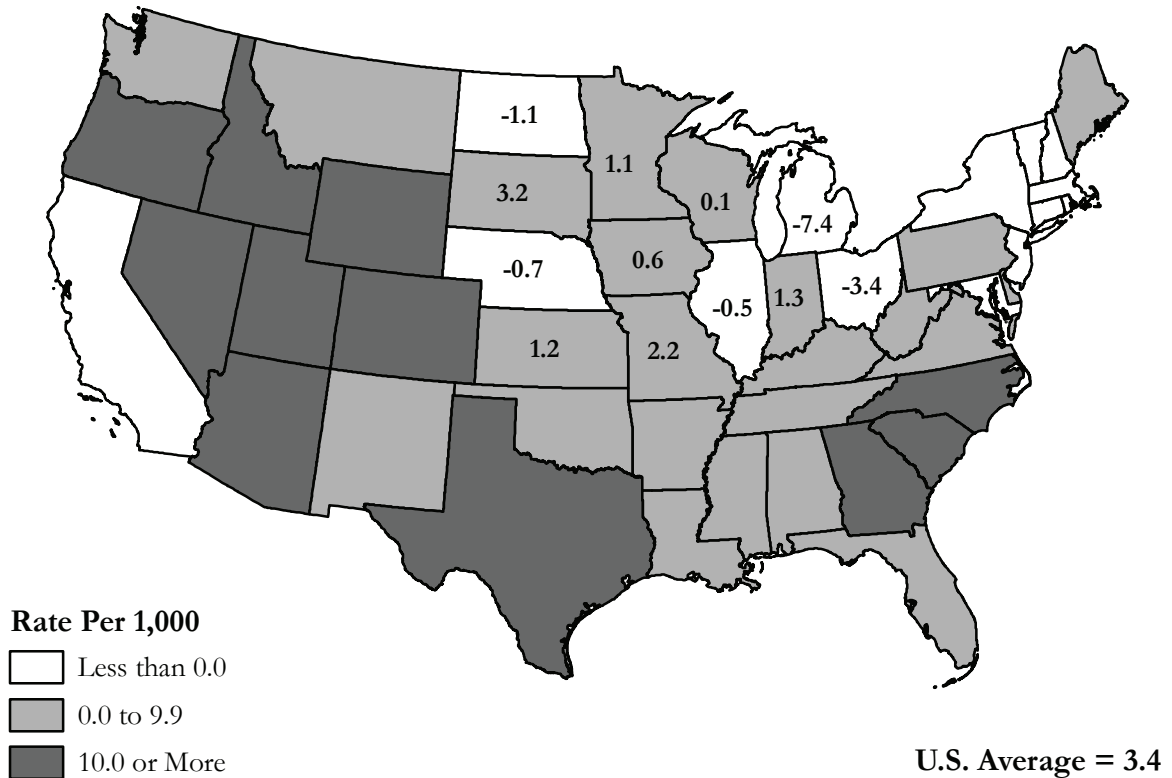 -1.1
1.1
3.2
0.1
-7.4
-0.7
0.6
-0.5
1.3
-3.4
1.2
2.2
Rate Per 1,000
Less than 0.0
0.0 to 9.9
10.0 or More
U.S. Average = 3.4